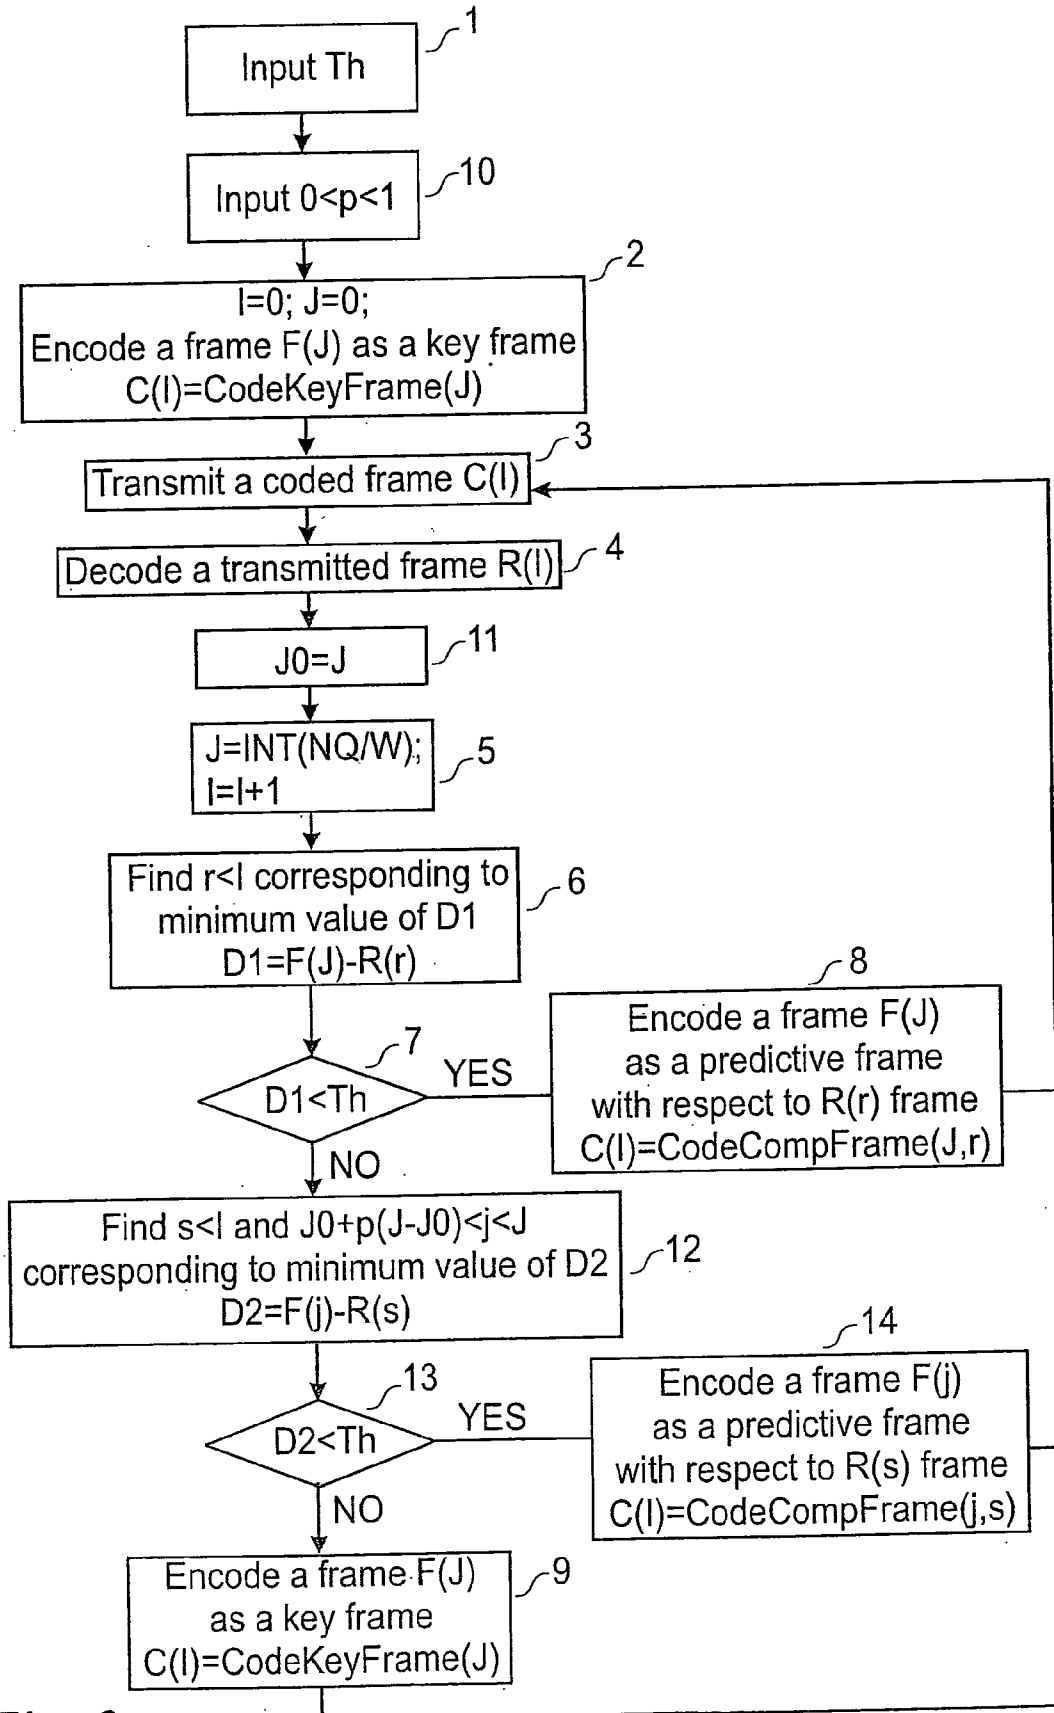 1
Input Th
10
Input 0<p<1
2
I=0; J=0;
Encode a frame F(J) as a key frame
C(I)=CodeKeyFrame(J)
3
Transmit a coded frame C(I)
4
Decode a transmitted frame R(I)
11
J0=J
5
J=INT(NQ/W);
I=I+1
6
Find r<I corresponding to
minimum value of D1
D1=F(J)-R(r)
7
D1<Th
YES
NO
8
Encode a frame F(J)
as a predictive frame
with respect to R(r) frame
C(I)=CodeCompFrame(J,r)
12
Find s<I and J0+p(J-J0)<j<J
corresponding to minimum value of D2
D2=F(j)-R(s)
13
D2<Th
YES
NO
14
Encode a frame F(j)
as a predictive frame
with respect to R(s) frame
C(I)=CodeCompFrame(j,s)
9
Encode a frame F(J)
as a key frame
C(I)=CodeKeyFrame(J)